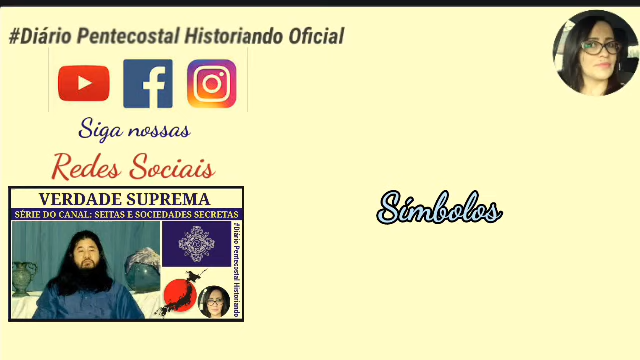 #Diário Pentecostal Historiando Oficial
Siga nossas
Redes Sociais
VERDADE SUPREMA
SÉRIE DO CANAL: SEITAS E SOCIEDADES SECRETAS
#Diário Pentecostal Historiando
Símbolos